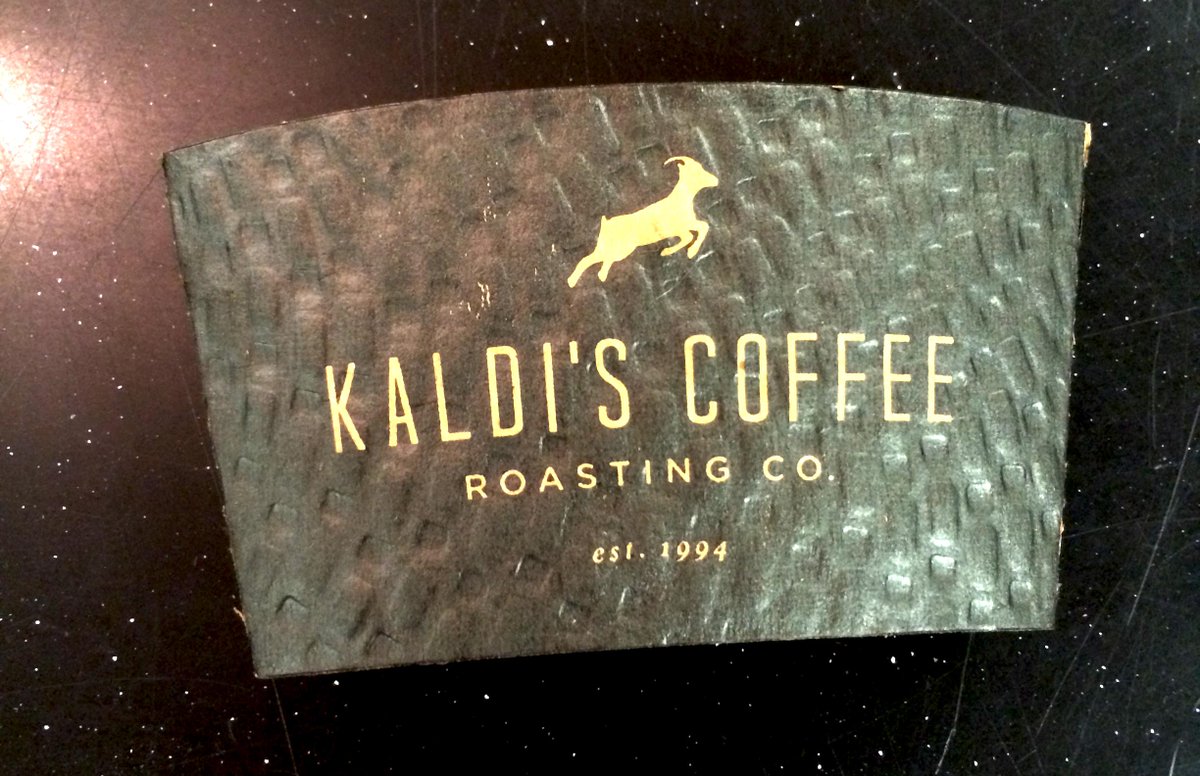 KALDI'S COFFEE
ROASTING CO.
est. 1994